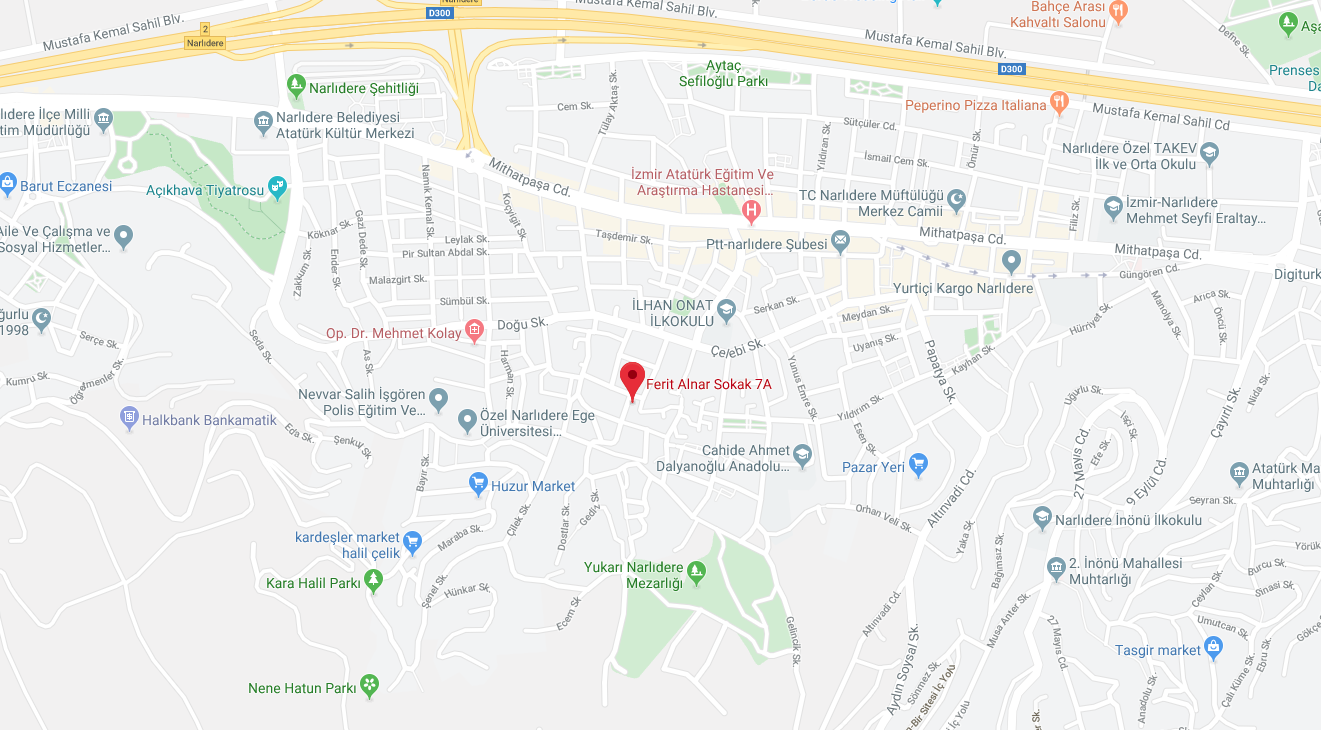 Mustafa Kemal Sahil Blv.
2
Narlıdere
D300
Mustafa Kemal Sahil Blv.
Bahçe Arası
Kahvaltı Salonu
Defne Sk.
Mustafa Kemal Sahil Blv.
D300
Prenses
Aytaç
Sefiloğlu Parkı
Narlıdere Şehitliği
Cem Sk.
Tülay Aktaş Sk.
Peperino Pizza Italiana
Mustafa Kemal Sahil Cd
lıdere İlçe Milli
tim Müdürlüğü
Narlıdere Belediyesi
Atatürk Kültür Merkezi
Sütçüler Cd.
Yıldıran Sk.
İsmail Cem Sk.
Ömür Sk.
Narlıdere Özel TAKEV
İlk ve Orta Okulu
Mithatpaşa Cd.
Barut Eczanesi
Açıkhava Tiyatrosu
Namık Kemal Sk.
Koçyiğit Sk.
İzmir Atatürk Eğitim Ve
Araştırma Hastanesi...
TC Narlıdere Müftülüğü
Merkez Camii
Filiz Sk.
İzmir-Narlıdere
Mehmet Seyfi Eraltay...
Aile Ve Çalışma ve
Sosyal Hizmetler...
Köknar Sk.
Gazi Dede Sk.
Ender Sk.
Zakkum Sk.
Leylak Sk.
Pir Sultan Abdal Sk.
Malazgirt Sk.
Sümbül Sk.
Taşdemir Sk.
Ptt-narlıdere Şubesi
Mithatpaşa Cd.
Mithatpaşa Cd.
Güngören Cd.
Digiturk
Yurtiçi Kargo Narlıdere
ğurlu
1998
Serçe Sk.
Seda Sk.
Op. Dr. Mehmet Kolay
Doğu Sk.
İLHAN ONAT
İLKOKULU
Serkan Sk.
Meydan Sk.
Uyanış Sk.
Çelebi Sk.
Papatya Sk.
Kayhan Sk.
Hürriyet Sk.
Manolya Sk.
Arıca Sk.
Öncü Sk.
Kumru Sk.
Öğretmenler Sk.
As Sk.
Harman Sk.
Ferit Alnar Sokak 7A
Yunus Emre Sk.
Yıldırım Sk.
Esen Sk.
Uğurlu Sk.
İşçi Sk.
Efe Sk.
27 Mayıs Cd.
9 Eylül Cd.
Çayırlı Sk.
Nida Sk.
Nevvar Salih İşgören
Polis Eğitim Ve...
Özel Narlıdere Ege
Üniversitesi...
Halkbank Bankamatik
Eda Sk.
Şenkul Sk.
Bayır Sk.
Huzur Market
Cahide Ahmet
Dalyanoğlu Anadolu...
Pazar Yeri
Altınvadi Cd.
Atatürk Ma
Muhtarlığı
Seyran Sk.
kardeşler market
halil çelik
Maraba Sk.
Çilek Sk.
Dostlar Sk.
Gediz Sk.
Orhan Veli Sk.
Yaka Sk.
Bağımsız Sk.
Narlıdere İnönü İlkokulu
Kara Halil Parkı
Şenel Sk.
Hünkar Sk.
Ecem Sk
Yukarı Narlıdere
Mezarlığı
2. İnönü Mahallesi
Muhtarlığı
Burcu Sk.
Sinasi Sk.
Ceylan Sk.
Umutcan Sk.
Gelincik Sk.
Altınvadi Cd.
Musa Anter Sk.
27 Mayıs Cd.
Tasgir market
Ebru Sk.
Çalı Küme Sk.
Anadolu Sk.
Nene Hatun Parkı
Aydın Soysal Sk.
Sönmez Sk.